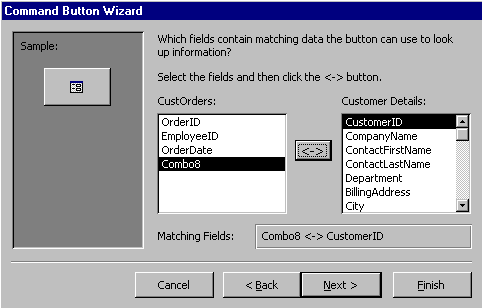 Command Button Wizard
Sample:
Which fields contain matching data the button can use to look
up information?
Select the fields and then click the <-> button.
CustOrders:
OrderID
EmployeeID
OrderDate
Combo8
<->
Customer Details:
CustomerID
CompanyName
ContactFirstName
ContactLastName
Department
BillingAddress
City
Matching Fields:
Combo8 <-> CustomerID
Cancel
< Back
Next >
Finish